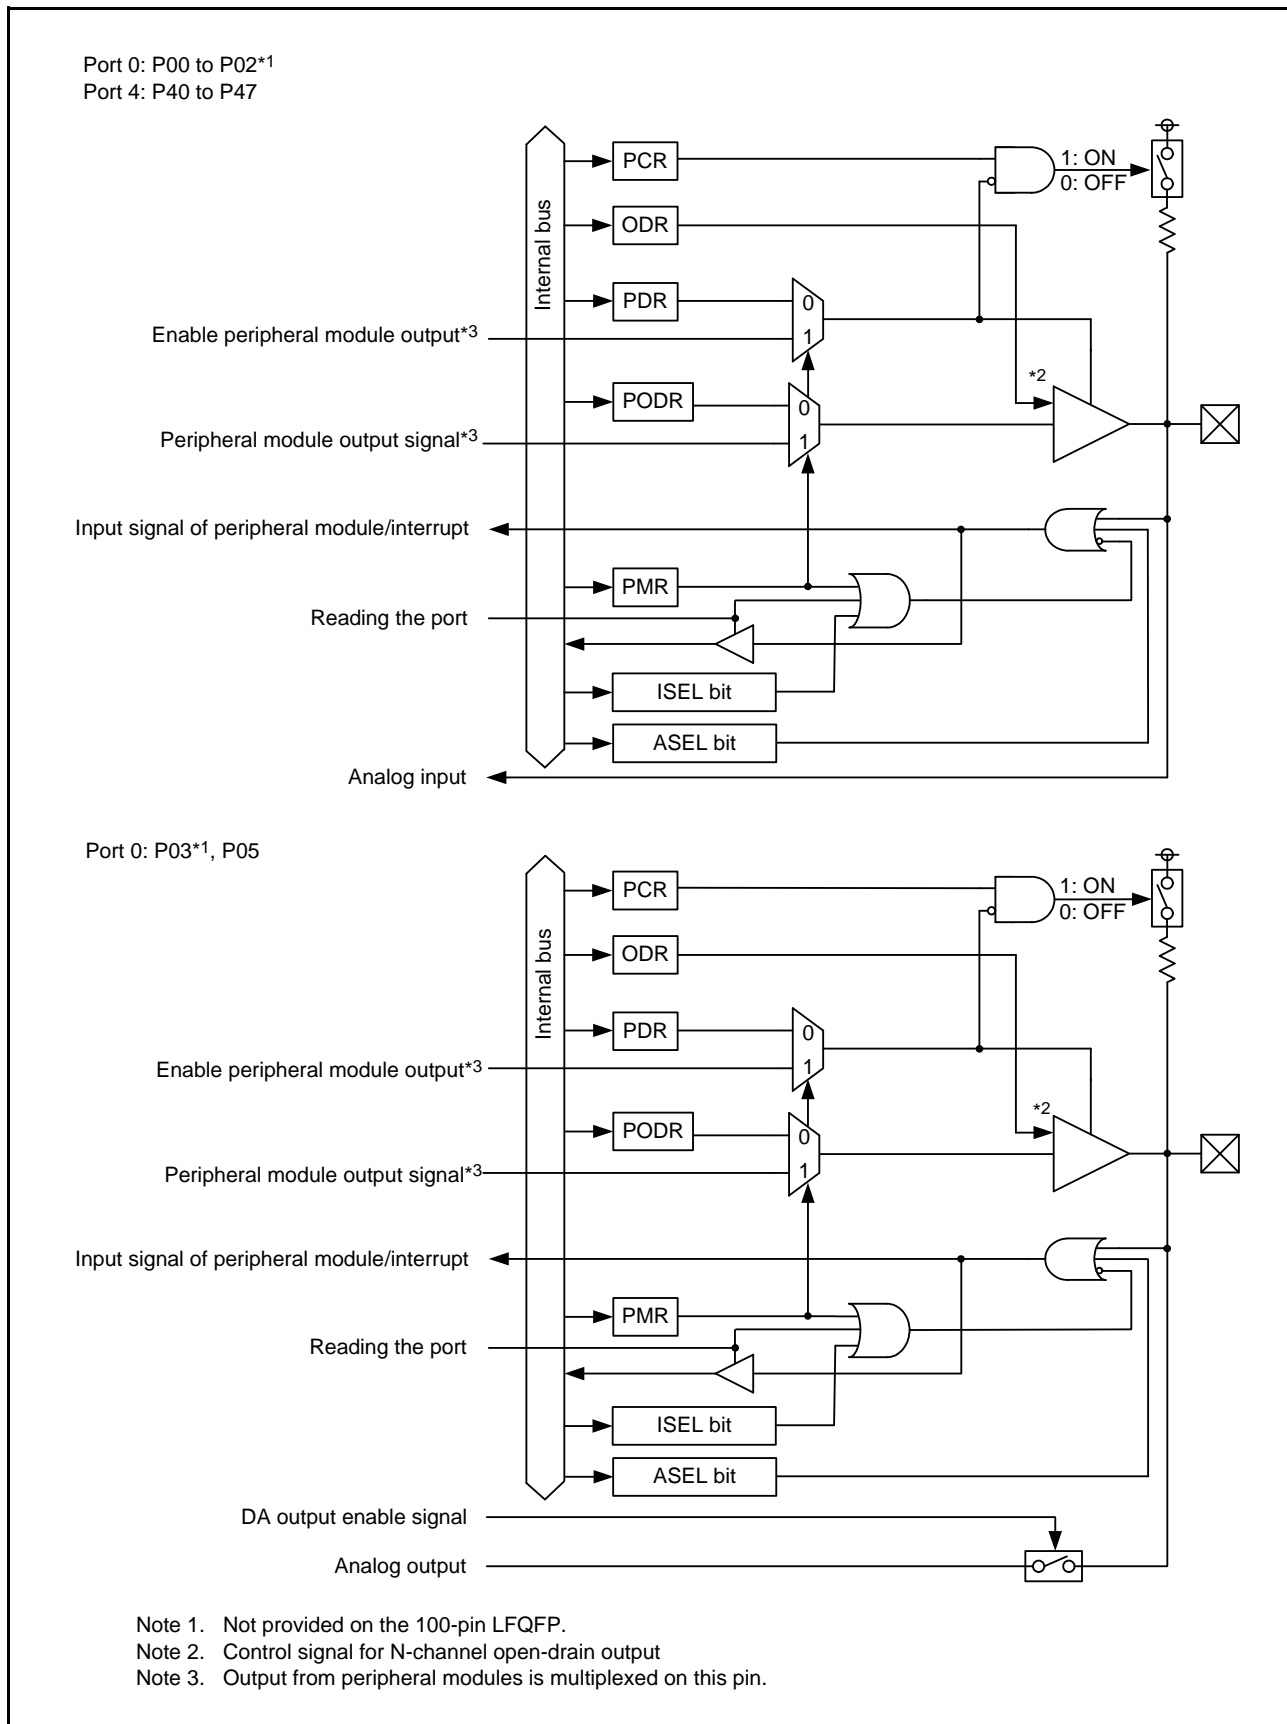 Port 0: P00 to P02*1
Port 4: P40 to P47
Internal bus
PCR
1: ON
0: OFF
ODR
PDR
0
Enable peripheral module output*3
1
*2
PODR
0
Peripheral module output signal*3
1
Input signal of peripheral module/interrupt
PMR
Reading the port
ISEL bit
ASEL bit
Analog input
Port 0: P03*1, P05
Internal bus
PCR
1: ON
0: OFF
ODR
PDR
0
Enable peripheral module output*3
1
*2
PODR
0
Peripheral module output signal*3
1
Input signal of peripheral module/interrupt
PMR
Reading the port
ISEL bit
ASEL bit
DA output enable signal
Analog output
Note 1. Not provided on the 100-pin LFQFP.
Note 2. Control signal for N-channel open-drain output
Note 3. Output from peripheral modules is multiplexed on this pin.